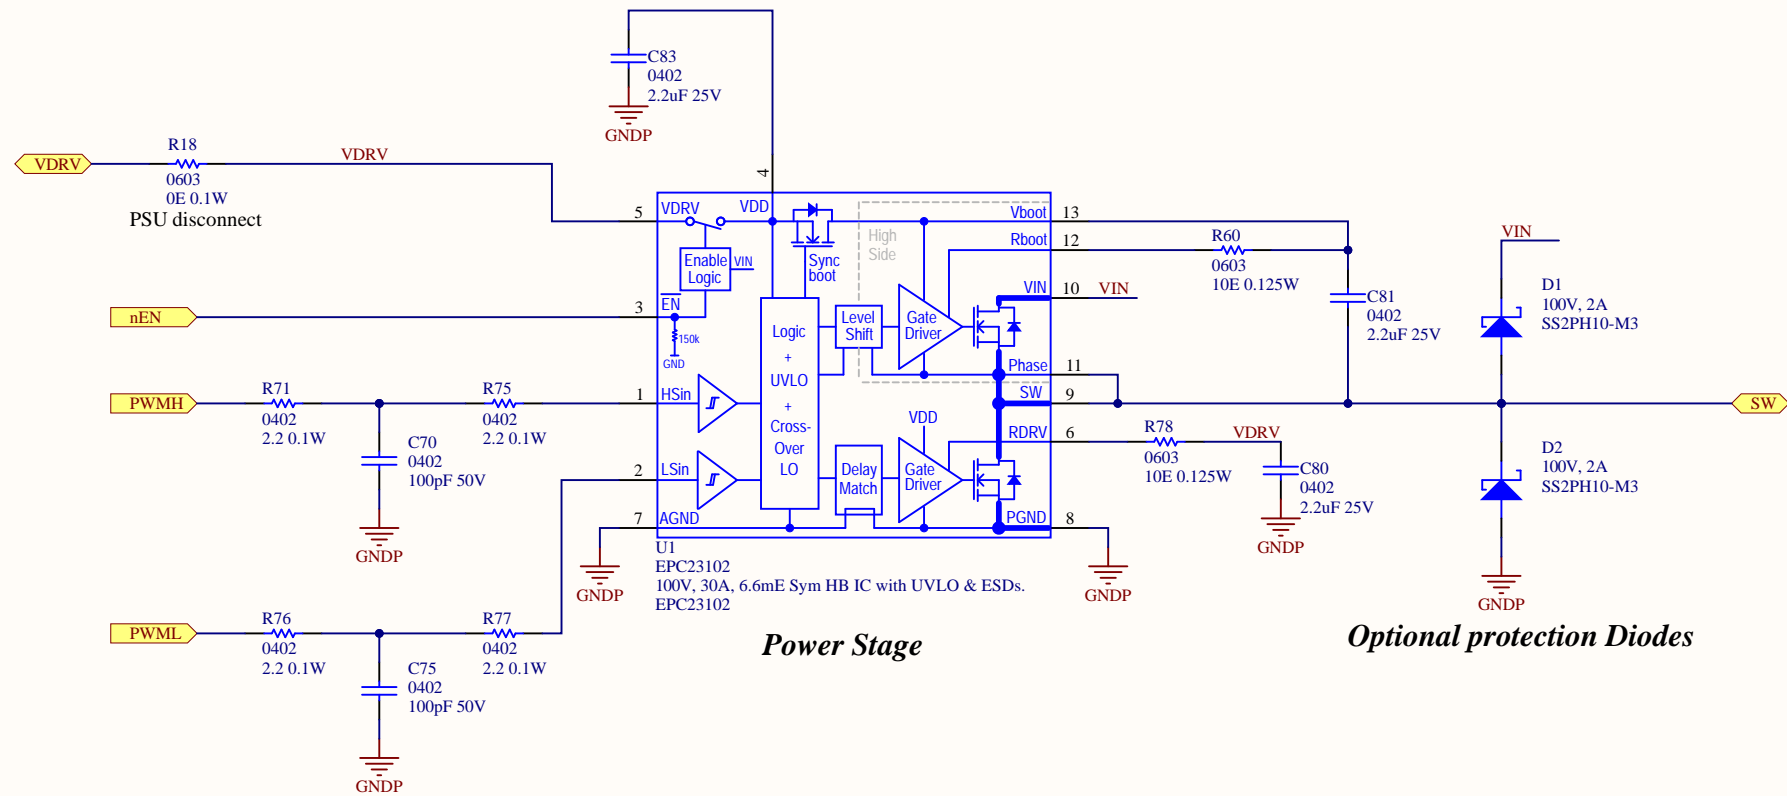 C83
0402
2.2uF 25V
GNDP
VDRV
R18
0603
0E 0.1W
PSU disconnect
VDRV
4
5
VDRV
VDD
Enable
Logic
VIN
Sync
boot
High
Side
Vboot
13
Rboot
12
R60
0603
10E 0.125W
VIN
10
VIN
C81
0402
2.2uF 25V
VIN
D1
100V, 2A
SS2PH10-M3
nEN
3
EN
150k
GND
Logic
+
UVLO
+
Cross-
Over
LO
Level
Shift
Gate
Driver
Phase
11
SW
9
SW
PWMH
R71
0402
2.2 0.1W
R75
0402
2.2 0.1W
1
HSin
C70
0402
100pF 50V
GNDP
2
LSin
VDD
Delay
Match
Gate
Driver
RDRV
6
R78
0603
10E 0.125W
VDRV
C80
0402
2.2uF 25V
GNDP
D2
100V, 2A
SS2PH10-M3
GNDP
7
AGND
PGND
8
GNDP
GNDP
U1
EPC23102
100V, 30A, 6.6mE Sym HB IC with UVLO & ESDs.
EPC23102
PWML
R76
0402
2.2 0.1W
R77
0402
2.2 0.1W
C75
0402
100pF 50V
GNDP
Power Stage
Optional protection Diodes